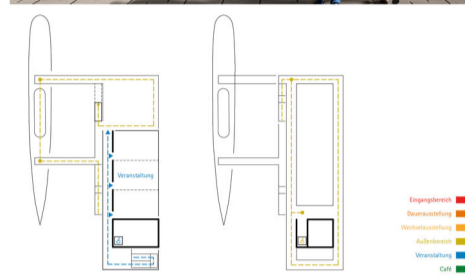 Veranstaltung
Eingangsbereich
Dauerausstellung
Wechselausstellung
Außenbereich
Veranstaltung
Café